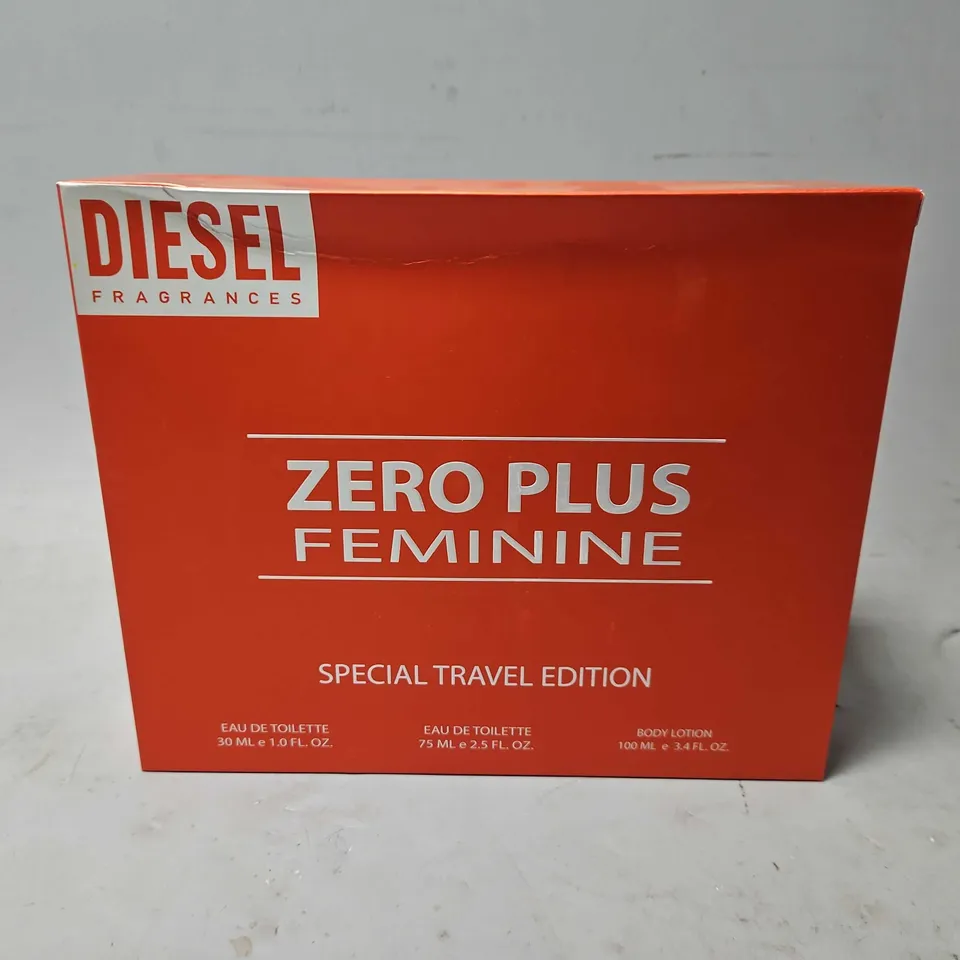 DIESEL
FRAGRANCES
ZERO PLUS
FEMININE
SPECIAL TRAVEL EDITION
EAU DE TOILETTE
30 ML e 1.0 FL. OZ.
EAU DE TOILETTE
75 ML e 2.5 FL. OZ.
BODY LOTION
100 ML e 3.4 FL. OZ.